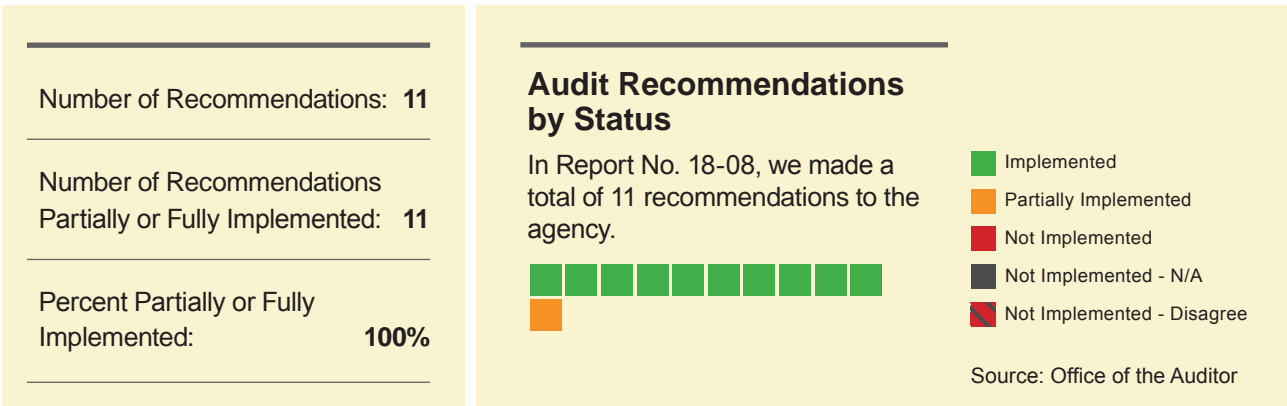 Number of Recommendations: 11
Number of Recommendations
Partially or Fully Implemented: 11
Percent Partially or Fully
Implemented: 100%
Audit Recommendations
by Status
In Report No. 18-08, we made a
total of 11 recommendations to the
agency.
Implemented
Partially Implemented
Not Implemented
Not Implemented - N/A
Not Implemented - Disagree
Source: Office of the Auditor